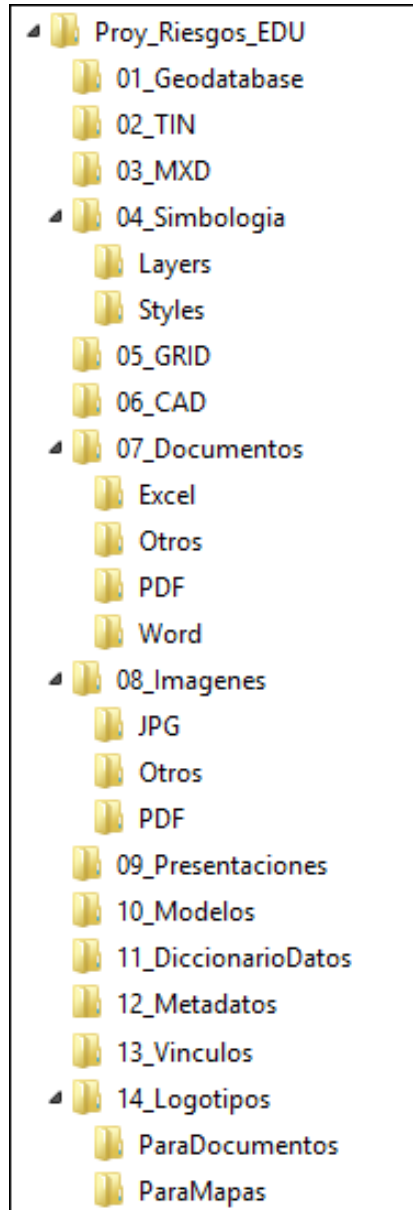 Proy_Riesgos_EDU
01_Geodatabase
02_TIN
03_MXD
04_Simbologia
Layers
Styles
05_GRID
06_CAD
07_Documentos
Excel
Otros
PDF
Word
08_Imagenes
JPG
Otros
PDF
09_Presentaciones
10_Modelos
11_DiccionarioDatos
12_Metadatos
13_Vinculos
14_Logotipos
ParaDocumentos
ParaMapas